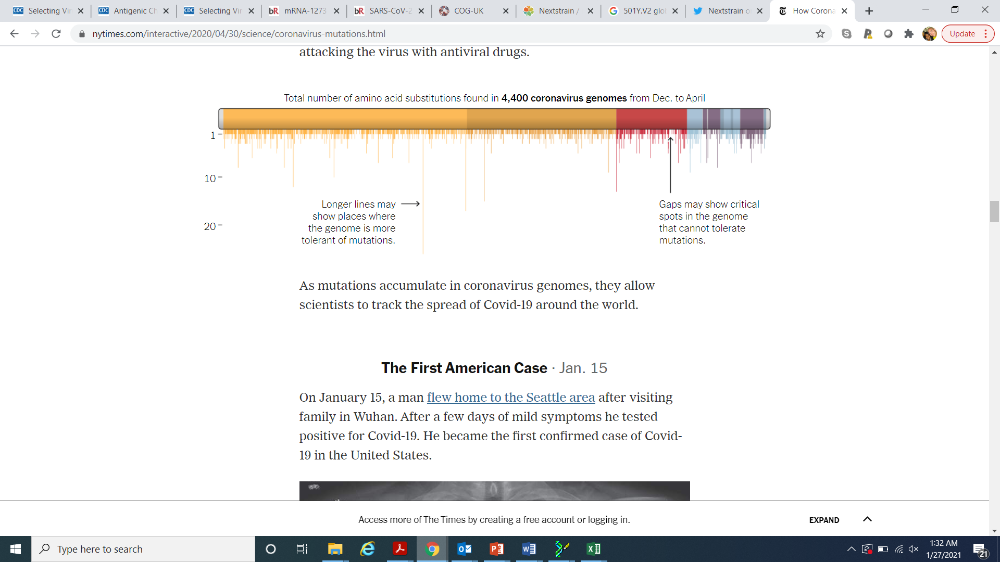 CDC Selecting Vir
CDC Antigenic Ch
CDC Selecting Vir
bR mRNA-1273
bR SARS-CoV-2
COG-UK
Nextstrain /
501Y.V2 glo
Nextstrain o
How Corona
nytimes.com/interactive/2020/04/30/science/coronavirus-mutations.html
Update
attacking the virus with antiviral drugs.
Total number of amino acid substitutions found in 4,400 coronavirus genomes from Dec. to April
1
10
20
Longer lines may
show places where
the genome is more
tolerant of mutations.
Gaps may show critical
spots in the genome
that cannot tolerate
mutations.
As mutations accumulate in coronavirus genomes, they allow
scientists to track the spread of Covid-19 around the world.
The First American Case · Jan. 15
On January 15, a man flew home to the Seattle area after visiting
family in Wuhan. After a few days of mild symptoms he tested
positive for Covid-19. He became the first confirmed case of Covid-
19 in the United States.
Access more of The Times by creating a free account or logging in.
EXPAND
Type here to search
1:32 AM
1/27/2021
21